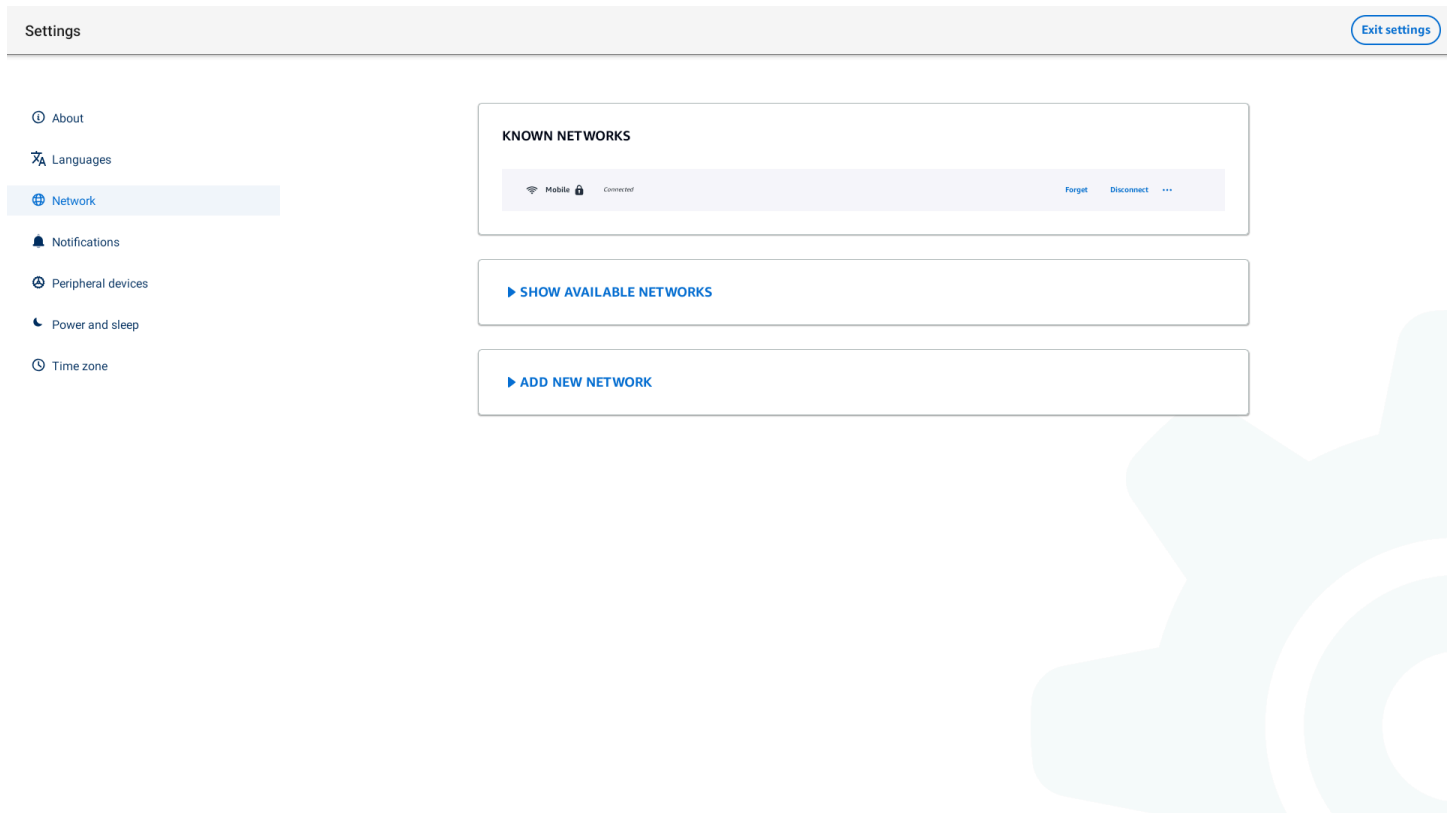 Settings
Exit settings
About
Languages
Network
Notifications
Peripheral devices
Power and sleep
Time zone
KNOWN NETWORKS
Mobile Connected Forget Disconnect ...
SHOW AVAILABLE NETWORKS
ADD NEW NETWORK